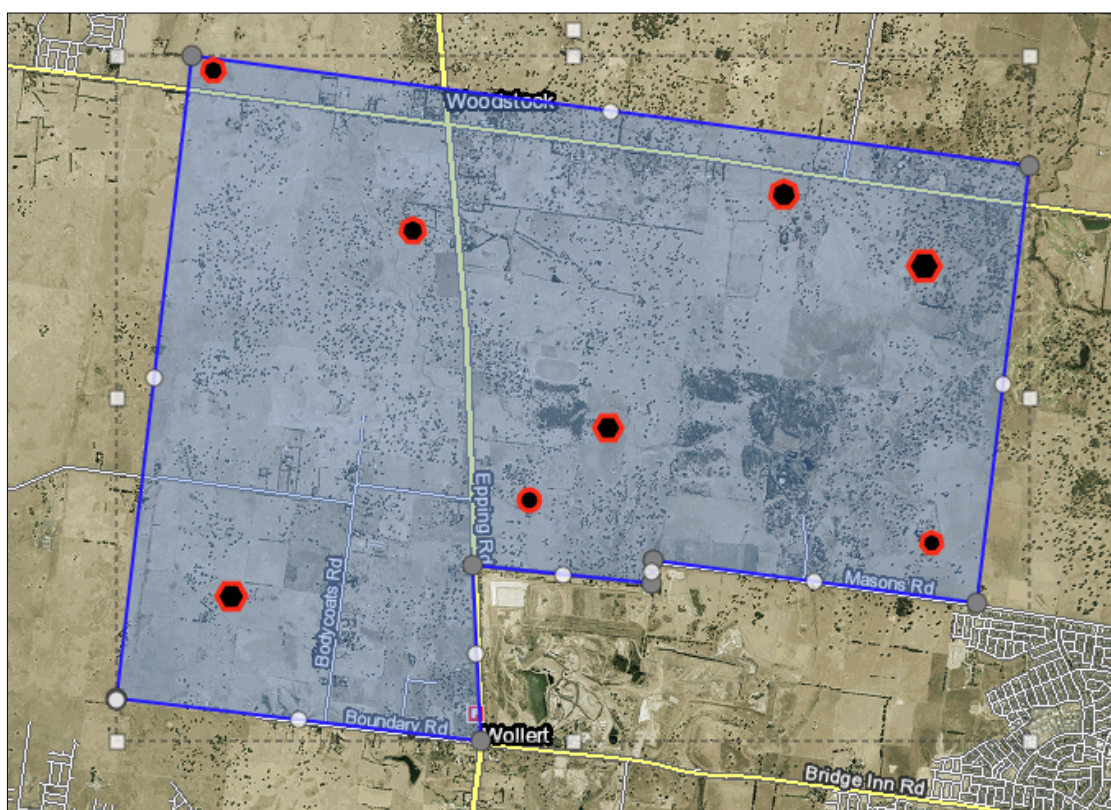 Woodstock
Epping Rd
Bodycoats Rd
Masons Rd
Boundary Rd
Wollert
Bridge Inn Rd